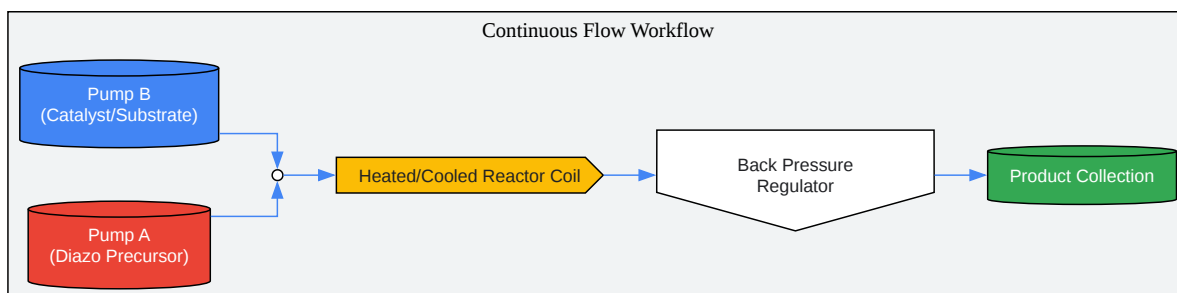 Continuous Flow Workflow
Pump B
(Catalyst/Substrate)
Pump A
(Diazo Precursor)
Heated/Cooled Reactor Coil
Back Pressure
Regulator
Product Collection